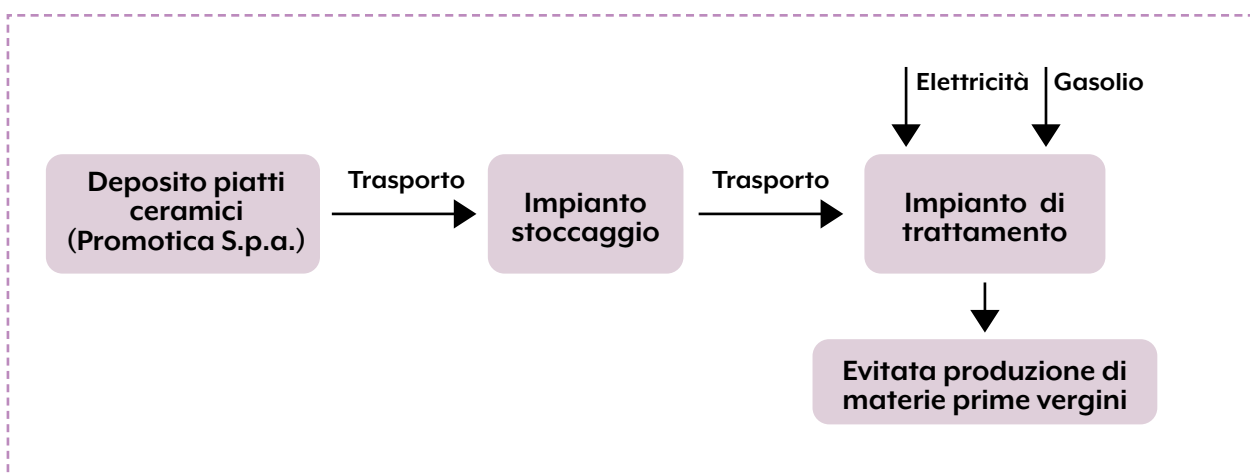 Elettricità
Gasolio
Deposito piatti
ceramici
(Promotica S.p.a.)
Trasporto
Impianto
stoccaggio
Trasporto
Impianto di
trattamento
Evitata produzione di
materie prime vergini